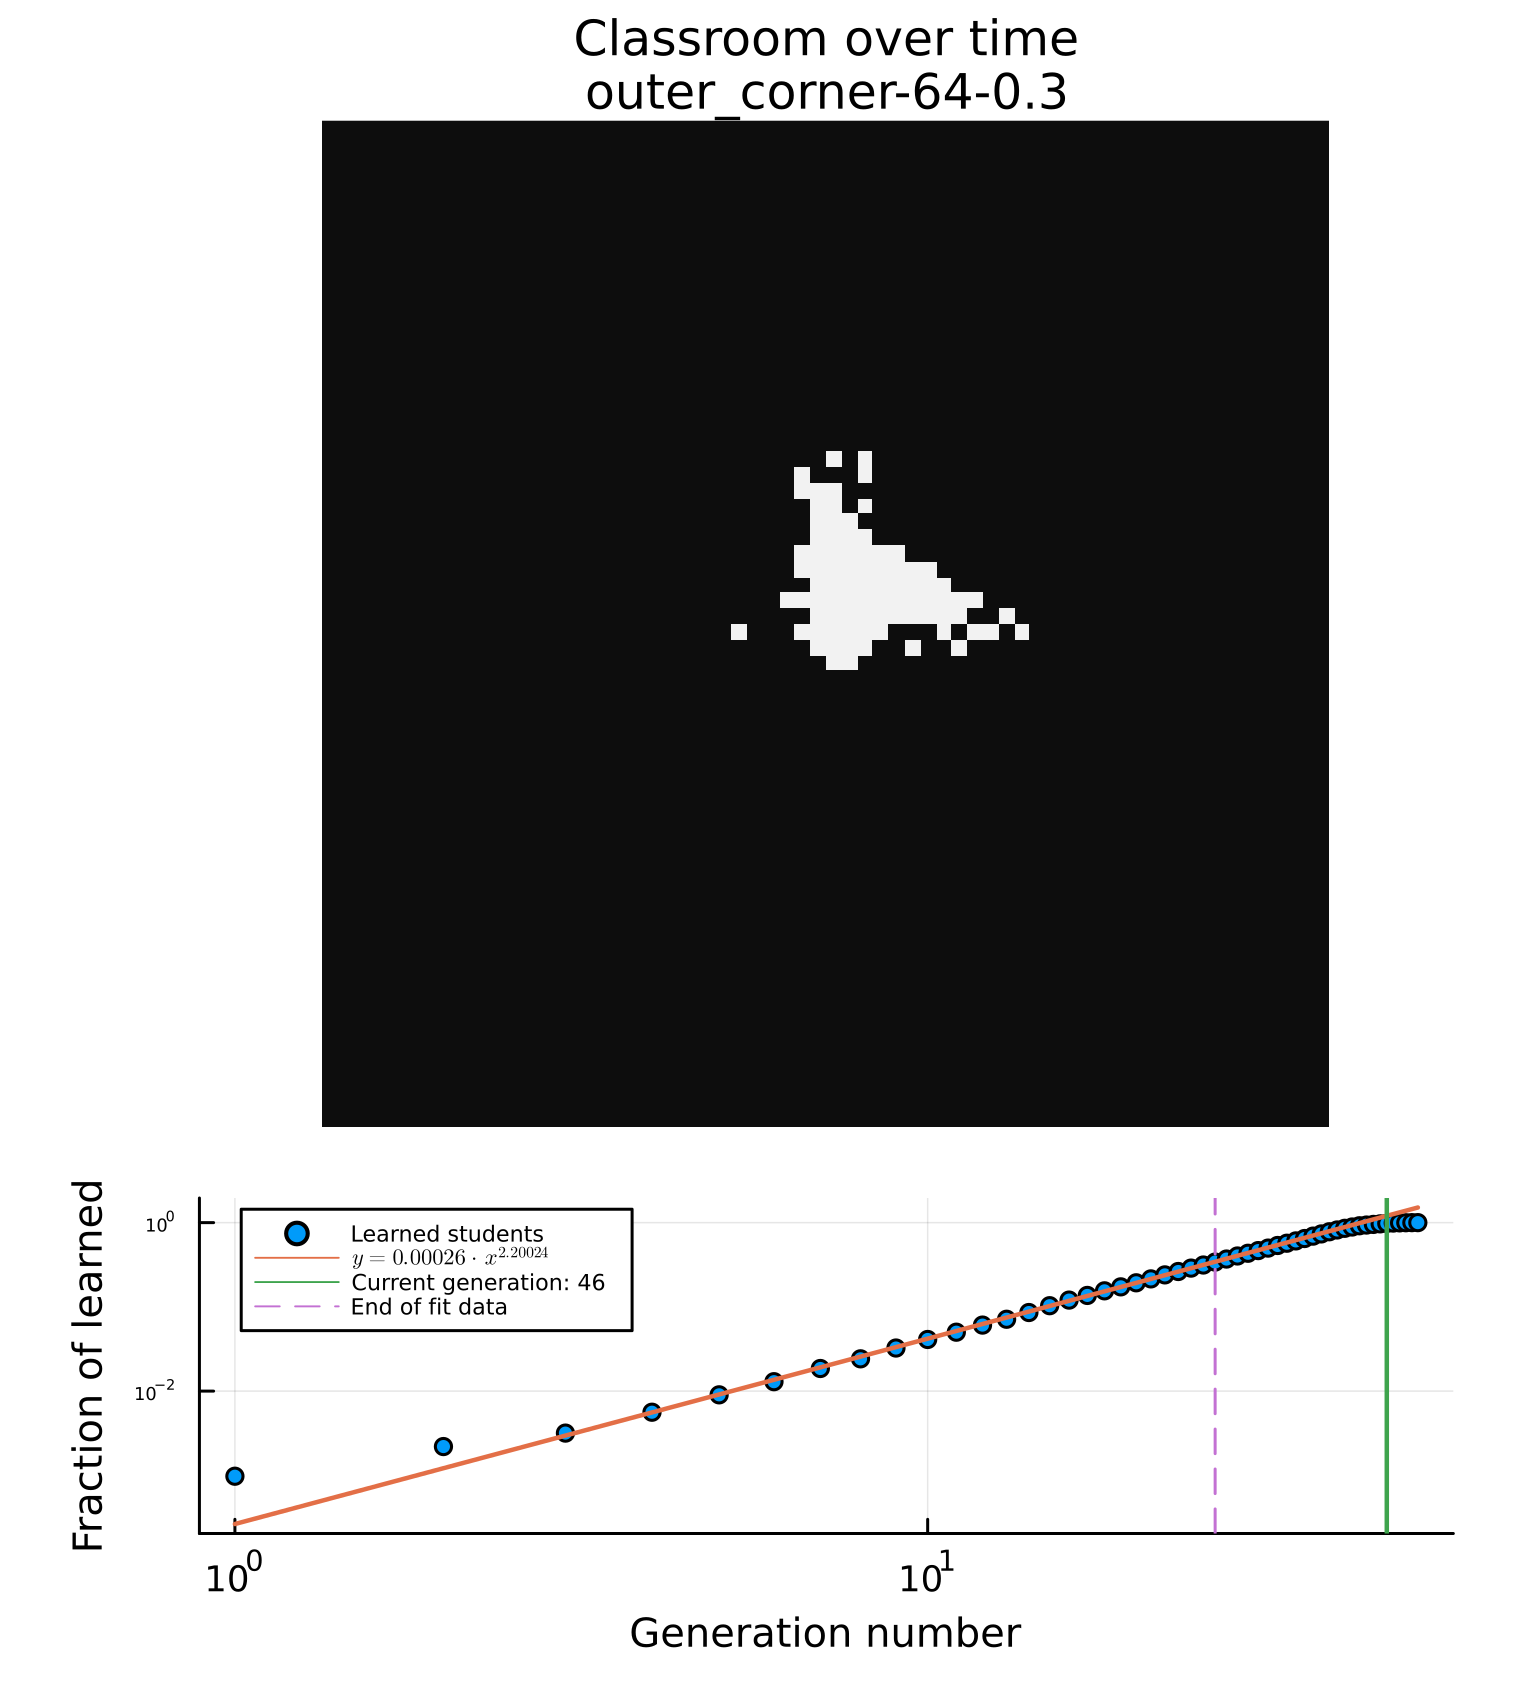 Classroom over time
outer_corner-64-0.3
Fraction of learned
10^0
10^-2
Learned students
y = 0.00026 · x^2.20024
Current generation: 46
End of fit data
10^0
10^1
Generation number